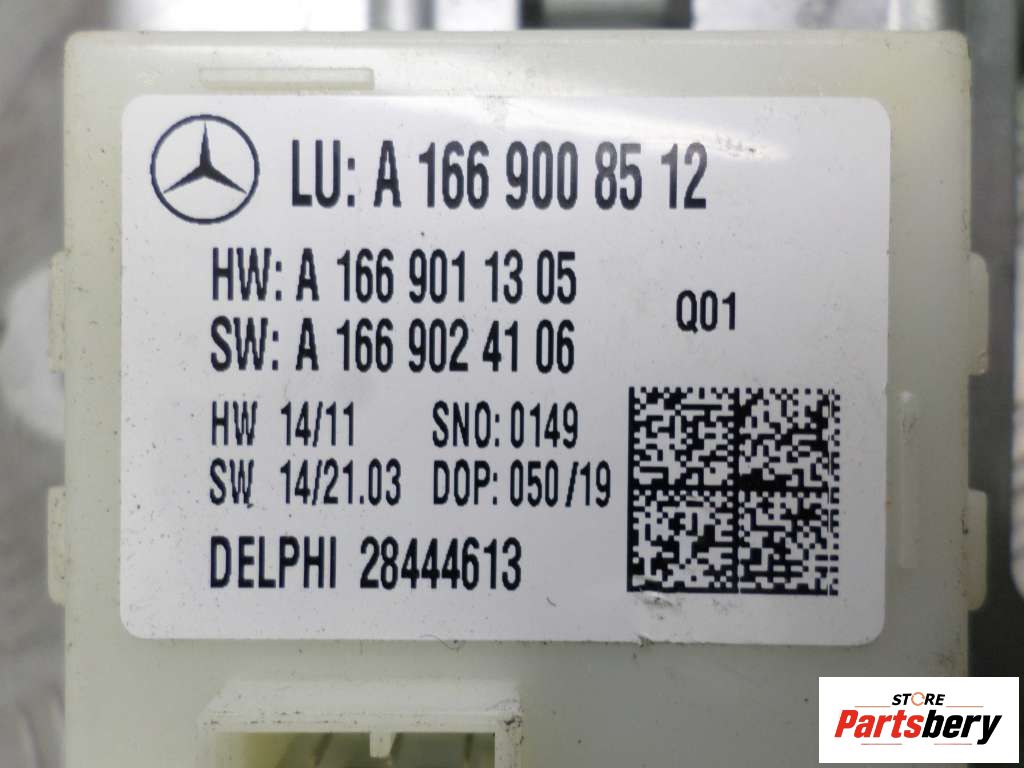 LU: A 166 900 85 12
HW: A 166 901 13 05
SW: A 166 902 41 06
Q01
HW 14/11 SNO: 0149
SW 14/21.03 DOP: 050/19
DELPHI 28444613
STORE
Partsbery